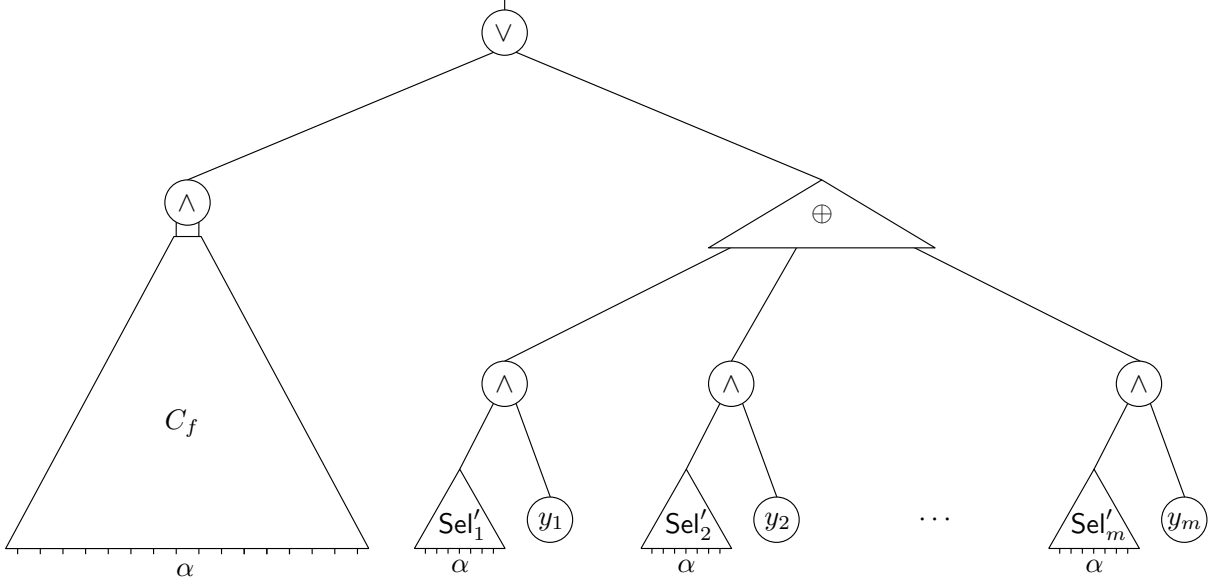 ∨
∧ ⊕
∧ ∧ ∧
C_f
Sel′_1 y_1 Sel′_2 y_2 ... Sel′_m y_m
α α α α